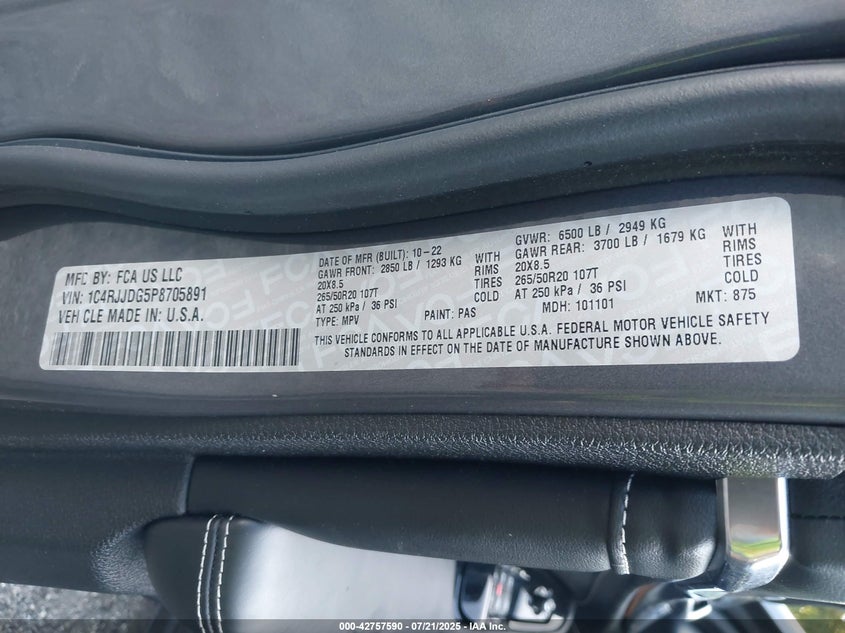 MFC BY: FCA US LLC
VIN: 1C4RJJDG5P8705891
VEHICLE MADE IN: U.S.A.
DATE OF MFR (BUILT): 10-22
GAWR FRONT: 2850 LB / 1293 KG WITH
20X8.5 RIMS
265/50R20 107T TIRES
AT 250 kPa / 36 PSI COLD
TYPE: MPV PAINT: PAS
GVWR: 6500 LB / 2949 KG
GAWR REAR: 3700 LB / 1679 KG WITH
20X8.5 RIMS
265/50R20 107T TIRES
AT 250 kPa / 36 PSI COLD
MDH: 101101 MKT: 875
THIS VEHICLE CONFORMS TO ALL APPLICABLE U.S.A. FEDERAL MOTOR VEHICLE SAFETY
STANDARDS IN EFFECT ON THE DATE OF MANUFACTURE SHOWN ABOVE.
000-42757590 - 07/21/2025 - IAA Inc.